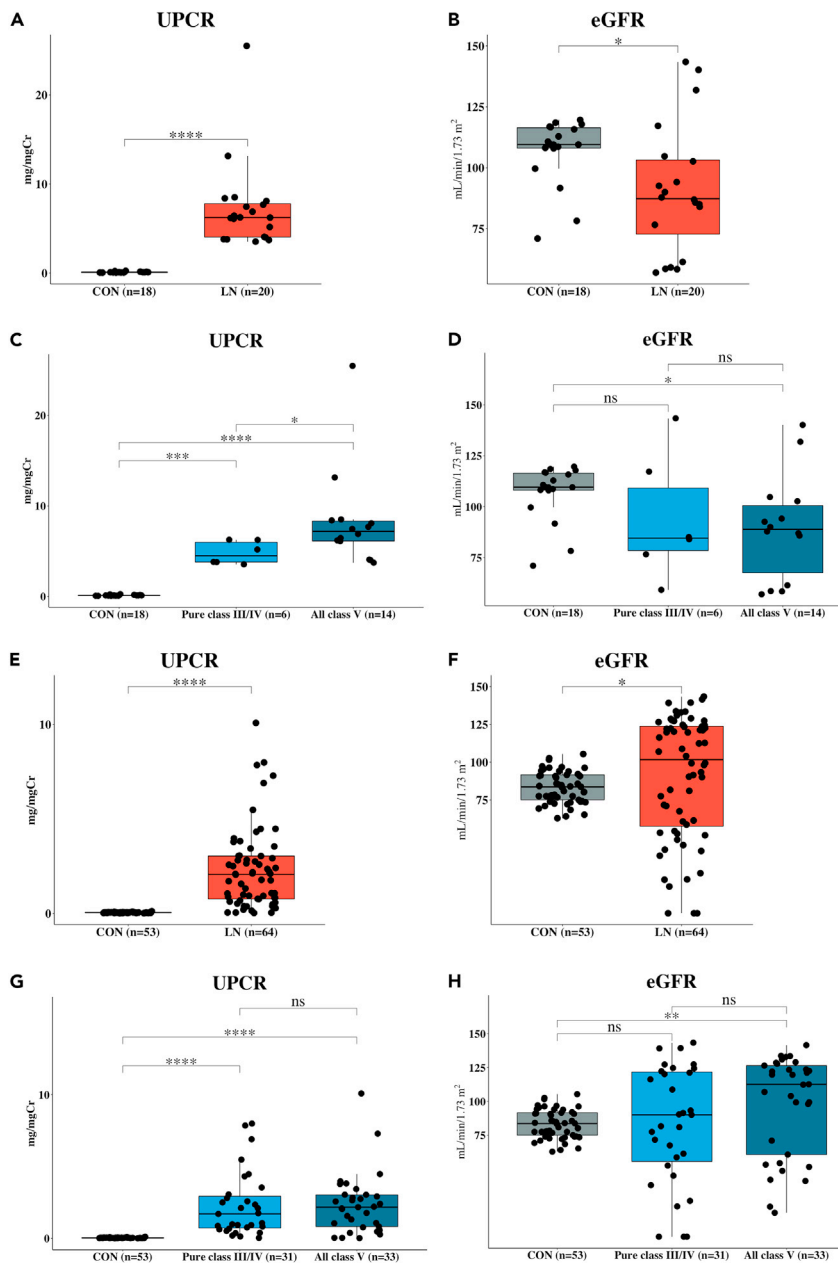 A
UPCR
mg/mgCr
20
10
0
****
CON (n=18)
LN (n=20)
B
eGFR
mL/min/1.73 m²
150
125
100
75
*
CON (n=18)
LN (n=20)
C
UPCR
mg/mgCr
20
10
0
*
****
***
CON (n=18)
Pure class III/IV (n=6)
All class V (n=14)
D
eGFR
mL/min/1.73 m²
150
125
100
75
ns
*
ns
CON (n=18)
Pure class III/IV (n=6)
All class V (n=14)
E
UPCR
mg/mgCr
10
0
****
CON (n=53)
LN (n=64)
F
eGFR
mL/min/1.73 m²
150
125
100
75
*
CON (n=53)
LN (n=64)
G
UPCR
mg/mgCr
10
0
ns
****
****
CON (n=53)
Pure class III/IV (n=31)
All class V (n=33)
H
eGFR
mL/min/1.73 m²
150
125
100
75
ns
**
ns
CON (n=53)
Pure class III/IV (n=31)
All class V (n=33)